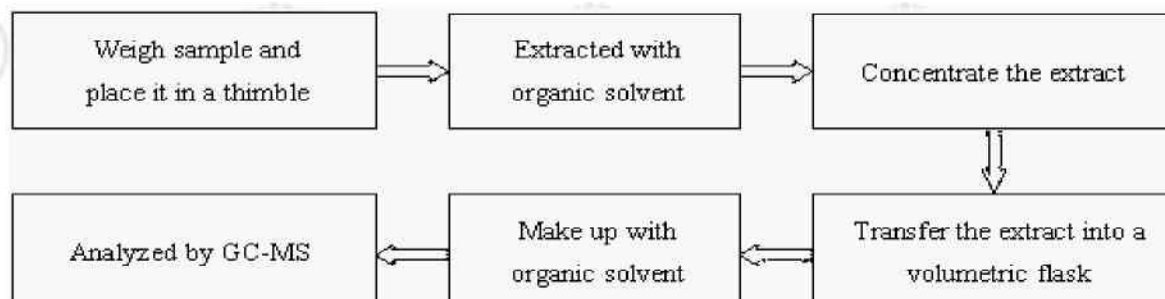 Weigh sample and
place it in a thimble
Extracted with
organic solvent
Concentrate the extract
Transfer the extract into a
volumetric flask
Make up with
organic solvent
Analyzed by GC-MS